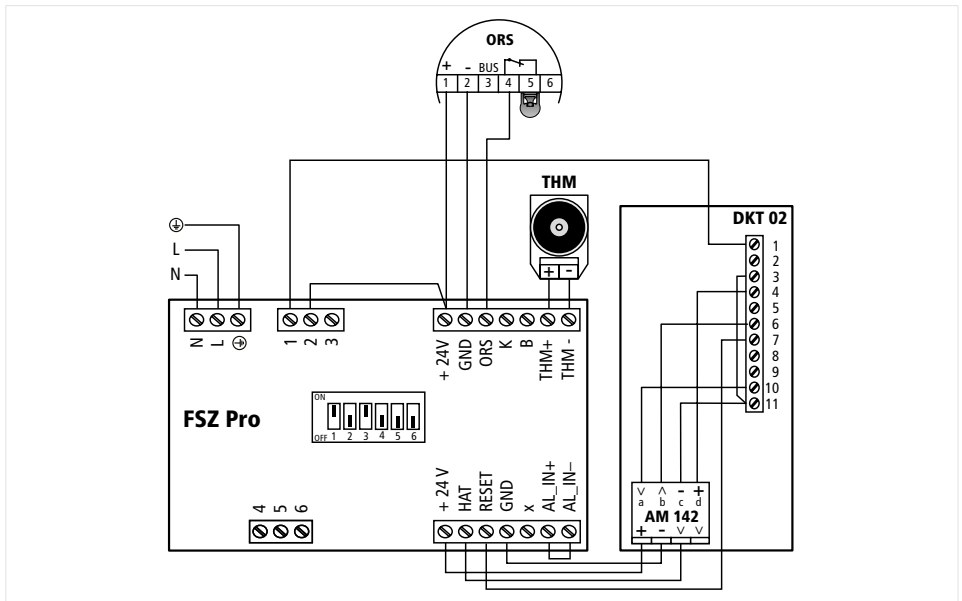 ORS
+ - BUS
1 2 3 4 5 6
THM
+ -
DKT 02
1
2
3
4
5
6
7
8
9
10
11
L
N
N L
1 2 3
+ 24V GND ORS K B THM+ THM -
FSZ Pro
ON
OFF 1 2 3 4 5 6
4 5 6
+ 24 V HAT RESET GND x AL_IN+ AL_IN–
< > - +
a b c d
AM 142
+ - < <